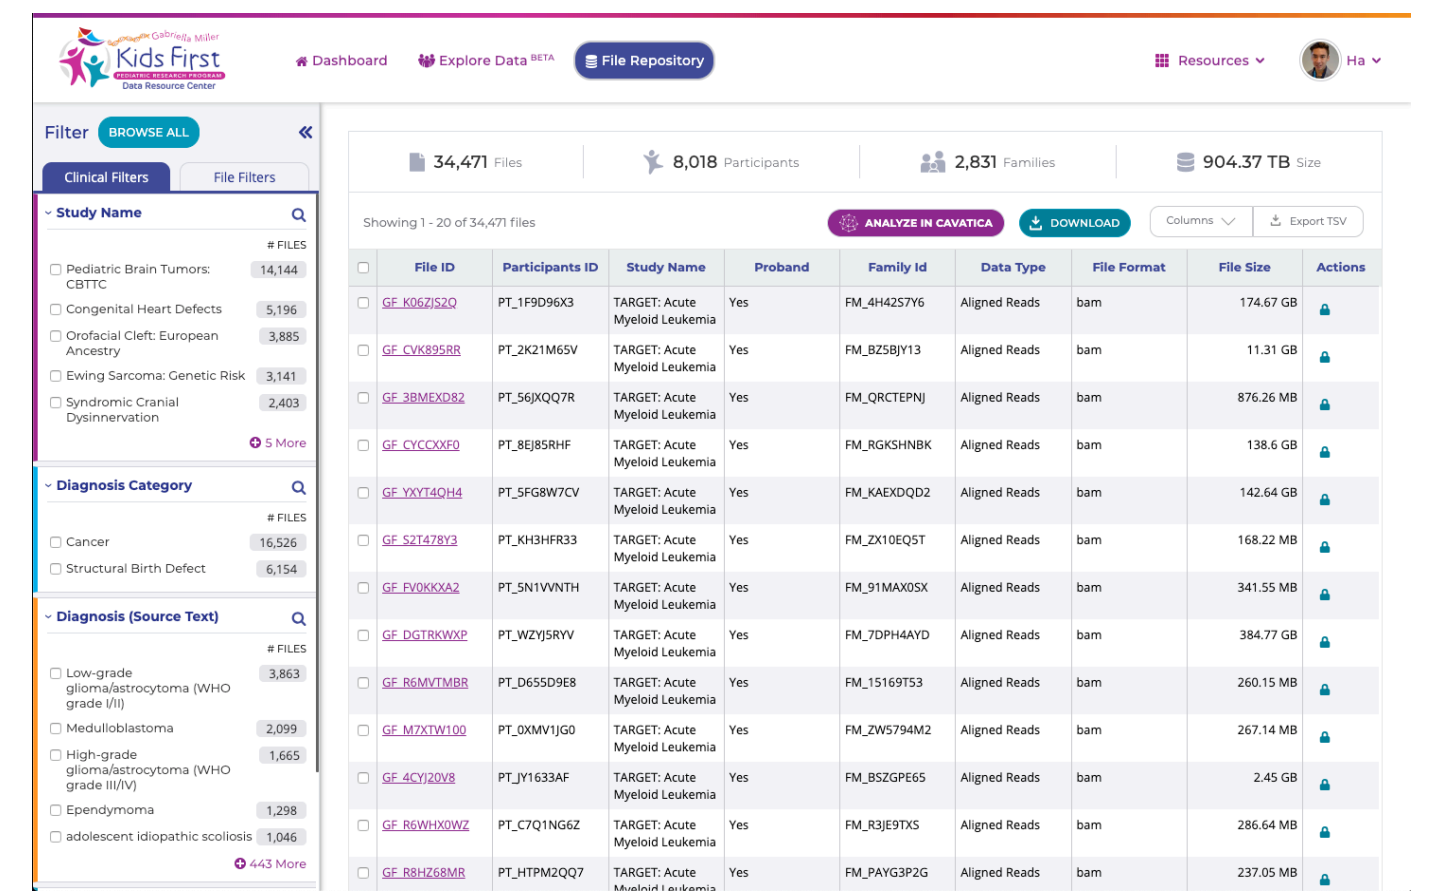 Gabriella Miller
Kids First
PEDIATRIC RESEARCH PROGRAM
Data Resource Center
Dashboard
Explore Data BETA
File Repository
Resources
Ha
Filter
BROWSE ALL
Clinical Filters
File Filters
Study Name
# FILES
Pediatric Brain Tumors: 14,144
CBTTC
Congenital Heart Defects 5,196
Orofacial Cleft: European 3,885
Ancestry
Ewing Sarcoma: Genetic Risk 3,141
Syndromic Cranial 2,403
Dysinnervation
5 More
Diagnosis Category
# FILES
Cancer 16,526
Structural Birth Defect 6,154
Diagnosis (Source Text)
# FILES
Low-grade 3,863
glioma/astrocytoma (WHO
grade I/II)
Medulloblastoma 2,099
High-grade 1,665
glioma/astrocytoma (WHO
grade III/IV)
Ependymoma 1,298
adolescent idiopathic scoliosis 1,046
443 More
34,471 Files
8,018 Participants
2,831 Families
904.37 TB Size
Showing 1 - 20 of 34,471 files
ANALYZE IN CAVATICA
DOWNLOAD
Columns
Export TSV
File ID Participants ID Study Name Proband Family Id Data Type File Format File Size Actions
GF_K06ZJS2Q PT_1F9D96X3 TARGET: Acute Yes FM_4H42S7Y6 Aligned Reads bam 174.67 GB
Myeloid Leukemia
GF_CVK895RR PT_2K21M65V TARGET: Acute Yes FM_BZ5BJY13 Aligned Reads bam 11.31 GB
Myeloid Leukemia
GF_3BMEXD82 PT_56JXQQ7R TARGET: Acute Yes FM_QRCTEPNJ Aligned Reads bam 876.26 MB
Myeloid Leukemia
GF_CYCCXXF0 PT_8EJ85RHF TARGET: Acute Yes FM_RGKSHNBK Aligned Reads bam 138.6 GB
Myeloid Leukemia
GF_YXYT4QH4 PT_5FG8W7CV TARGET: Acute Yes FM_KAEXDQD2 Aligned Reads bam 142.64 GB
Myeloid Leukemia
GF_S2T478Y3 PT_KH3HFR33 TARGET: Acute Yes FM_ZX10EQ5T Aligned Reads bam 168.22 MB
Myeloid Leukemia
GF_FV0KKXA2 PT_5N1VVNTH TARGET: Acute Yes FM_91MAX0SX Aligned Reads bam 341.55 MB
Myeloid Leukemia
GF_DGTRKWXP PT_WZYJ5RYV TARGET: Acute Yes FM_7DPH4AYD Aligned Reads bam 384.77 GB
Myeloid Leukemia
GF_R6MVTMBR PT_D655D9E8 TARGET: Acute Yes FM_15169T53 Aligned Reads bam 260.15 MB
Myeloid Leukemia
GF_M7XTW100 PT_0XMV1JG0 TARGET: Acute Yes FM_ZW5794M2 Aligned Reads bam 267.14 MB
Myeloid Leukemia
GF_4CYJ20V8 PT_JY1633AF TARGET: Acute Yes FM_BSZGPE65 Aligned Reads bam 2.45 GB
Myeloid Leukemia
GF_R6WHX0WZ PT_C7Q1NG6Z TARGET: Acute Yes FM_R3JE9TXS Aligned Reads bam 286.64 MB
Myeloid Leukemia
GF_R8HZ68MR PT_HTPM2QQ7 TARGET: Acute Yes FM_PAYG3P2G Aligned Reads bam 237.05 MB
Myeloid Leukemia